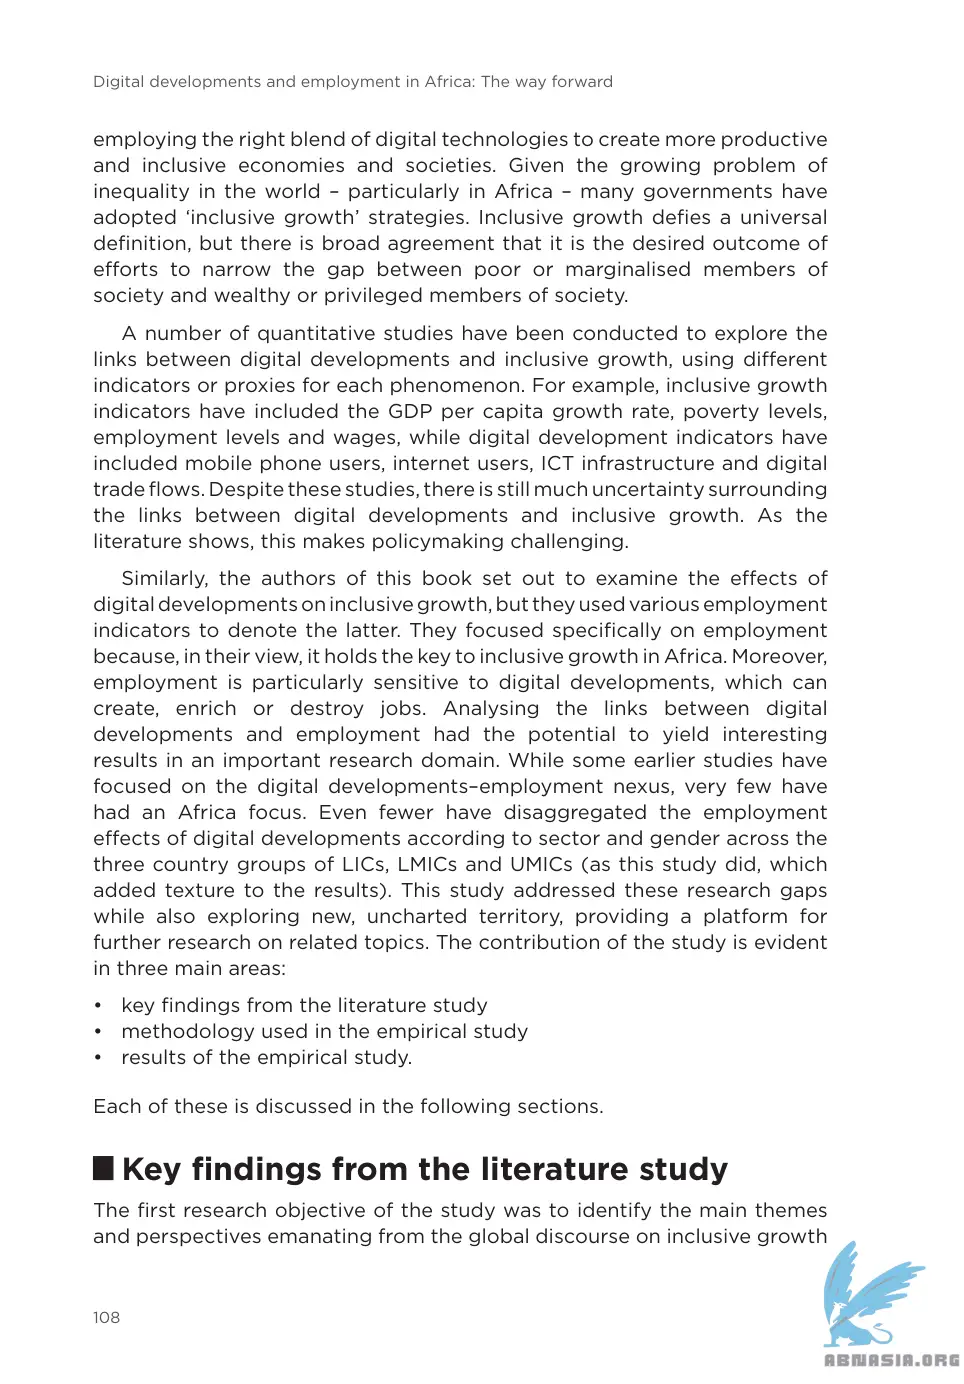 Digital developments and employment in Africa: The way forward
employing the right blend of digital technologies to create more productive
and inclusive economies and societies. Given the growing problem of
inequality in the world – particularly in Africa – many governments have
adopted ‘inclusive growth’ strategies. Inclusive growth defies a universal
definition, but there is broad agreement that it is the desired outcome of
efforts to narrow the gap between poor or marginalised members of
society and wealthy or privileged members of society.
A number of quantitative studies have been conducted to explore the
links between digital developments and inclusive growth, using different
indicators or proxies for each phenomenon. For example, inclusive growth
indicators have included the GDP per capita growth rate, poverty levels,
employment levels and wages, while digital development indicators have
included mobile phone users, internet users, ICT infrastructure and digital
trade flows. Despite these studies, there is still much uncertainty surrounding
the links between digital developments and inclusive growth. As the
literature shows, this makes policymaking challenging.
Similarly, the authors of this book set out to examine the effects of
digital developments on inclusive growth, but they used various employment
indicators to denote the latter. They focused specifically on employment
because, in their view, it holds the key to inclusive growth in Africa. Moreover,
employment is particularly sensitive to digital developments, which can
create, enrich or destroy jobs. Analysing the links between digital
developments and employment had the potential to yield interesting
results in an important research domain. While some earlier studies have
focused on the digital developments–employment nexus, very few have
had an Africa focus. Even fewer have disaggregated the employment
effects of digital developments according to sector and gender across the
three country groups of LICs, LMICs and UMICs (as this study did, which
added texture to the results). This study addressed these research gaps
while also exploring new, uncharted territory, providing a platform for
further research on related topics. The contribution of the study is evident
in three main areas:
• key findings from the literature study
• methodology used in the empirical study
• results of the empirical study.
Each of these is discussed in the following sections.
Key findings from the literature study
The first research objective of the study was to identify the main themes
and perspectives emanating from the global discourse on inclusive growth
108
ABNASIA.ORG